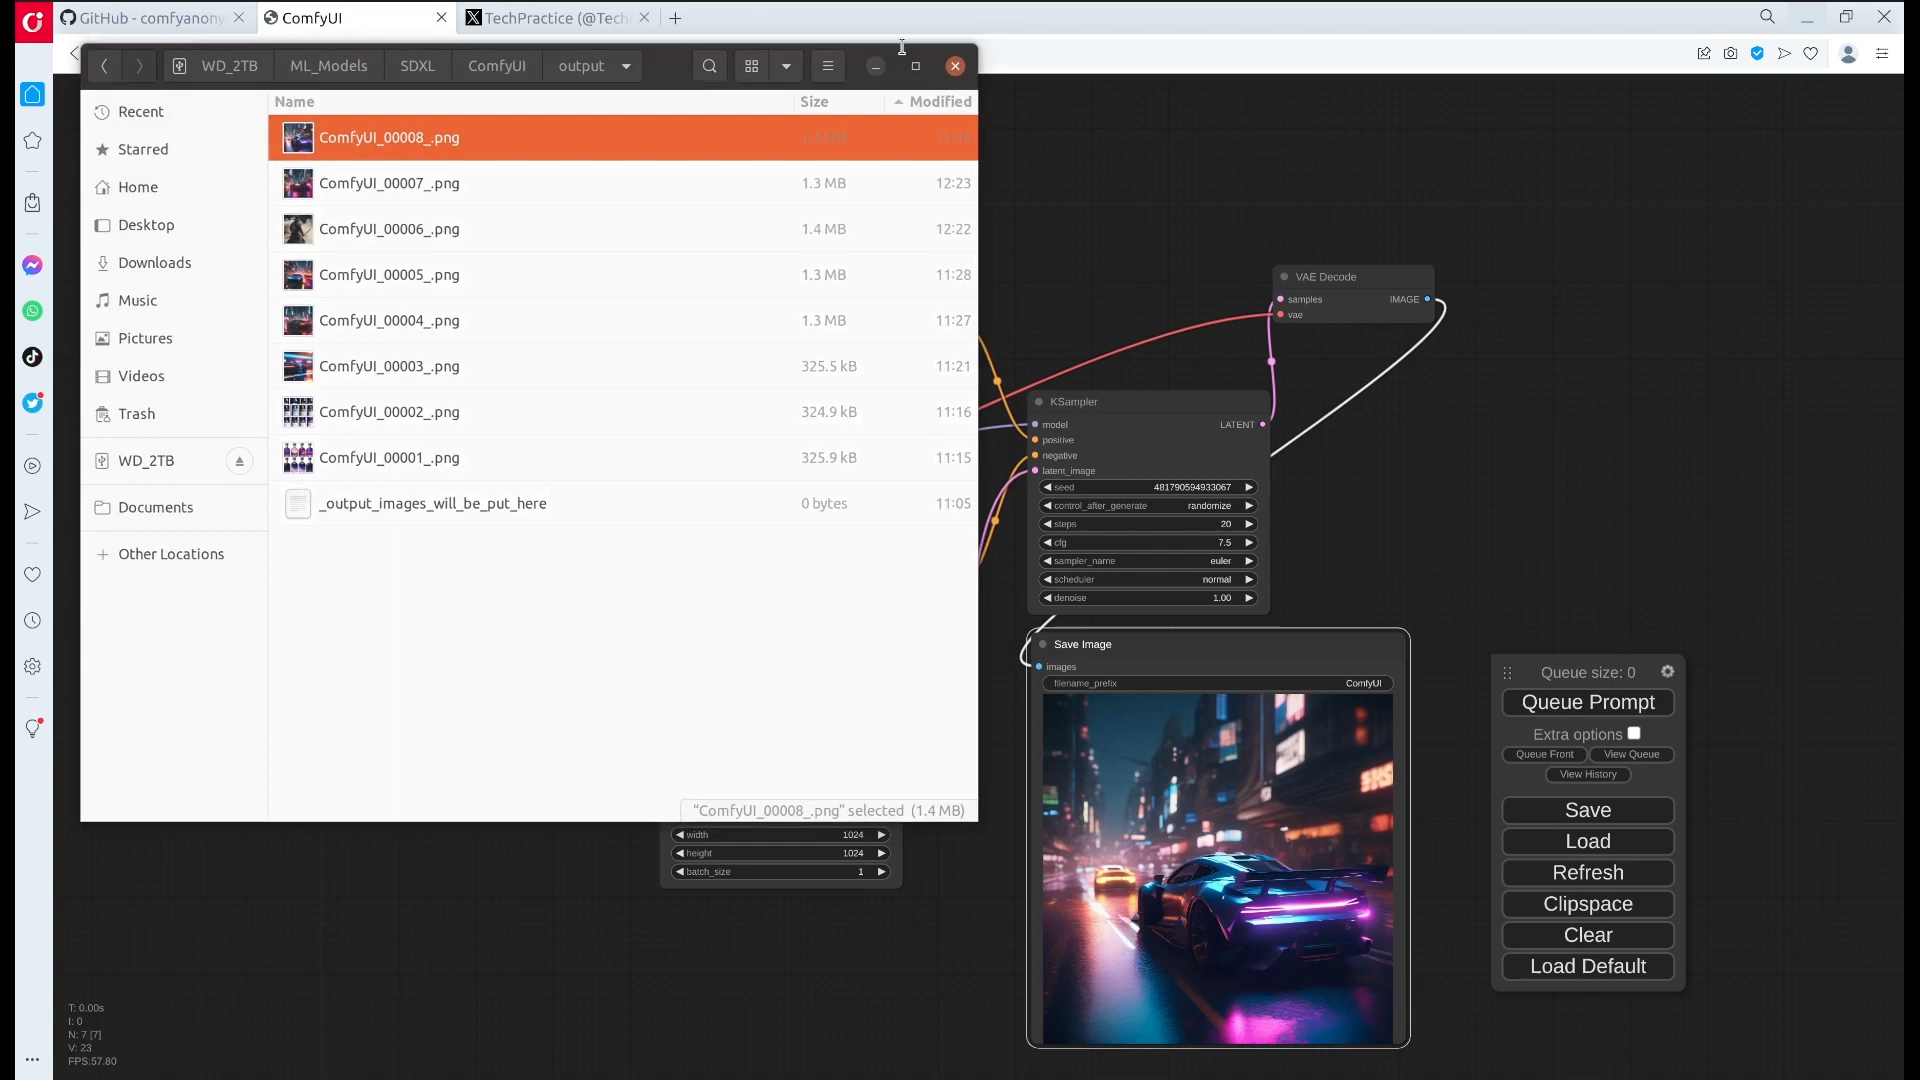 GitHub - comfyanony
ComfyUI
TechPractice (@Tech
WD_2TB
ML_Models
SDXL
ComfyUI
output
Name
Size
Modified
Recent
Starred
Home
Desktop
Downloads
Music
Pictures
Videos
Trash
WD_2TB
Documents
Other Locations
ComfyUI_00008_.png
ComfyUI_00007_.png 1.3 MB 12:23
ComfyUI_00006_.png 1.4 MB 12:22
ComfyUI_00005_.png 1.3 MB 11:28
ComfyUI_00004_.png 1.3 MB 11:27
ComfyUI_00003_.png 325.5 kB 11:21
ComfyUI_00002_.png 324.9 kB 11:16
ComfyUI_00001_.png 325.9 kB 11:15
_output_images_will_be_put_here 0 bytes 11:05
"ComfyUI_00008_.png" selected (1.4 MB)
width 1024
height 1024
batch_size 1
VAE Decode
samples IMAGE
vae
KSampler
model LATENT
positive
negative
latent_image
seed 481790594933067
control_after_generate randomize
steps 20
cfg 7.5
sampler_name euler
scheduler normal
denoise 1.00
Save Image
images
filename_prefix ComfyUI
Queue size: 0
Queue Prompt
Extra options
Queue Front
View Queue
View History
Save
Load
Refresh
Clipspace
Clear
Load Default
T: 0.00s
I: 0
N: 7 [7]
V: 23
FPS:57.80